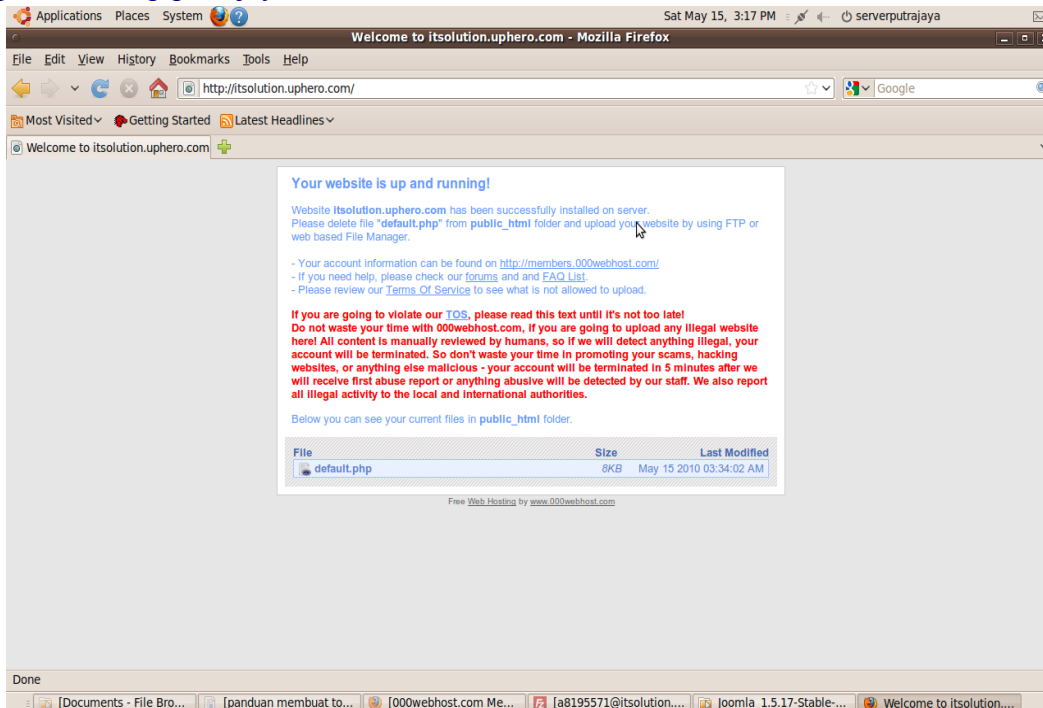 Applications Places System Sat May 15, 3:17 PM serverputrajaya
Welcome to itsolution.uphero.com - Mozilla Firefox
File Edit View History Bookmarks Tools Help
http://itsolution.uphero.com/ Google
Most Visited Getting Started Latest Headlines
Welcome to itsolution.uphero.com
Your website is up and running!
Website itsolution.uphero.com has been successfully installed on server.
Please delete file "default.php" from public_html folder and upload your website by using FTP or
web based File Manager.
- Your account information can be found on http://members.000webhost.com/
- If you need help, please check our forums and and FAQ List.
- Please review our Terms Of Service to see what is not allowed to upload.
If you are going to violate our TOS, please read this text until it's not too late!
Do not waste your time with 000webhost.com, if you are going to upload any illegal website
here! All content is manually reviewed by humans, so if we will detect anything illegal, your
account will be terminated. So don't waste your time in promoting your scams, hacking
websites, or anything else malicious - your account will be terminated in 5 minutes after we
will receive first abuse report or anything abusive will be detected by our staff. We also report
all illegal activity to the local and international authorities.
Below you can see your current files in public_html folder.
File Size Last Modified
default.php 8KB May 15 2010 03:34:02 AM
Free Web Hosting by www.000webhost.com
Done
[Documents - File Bro... [panduan membuat to... [000webhost.com Me... [a8195571@itsolution.... Joomla_1.5.17-Stable-... Welcome to itsolution....